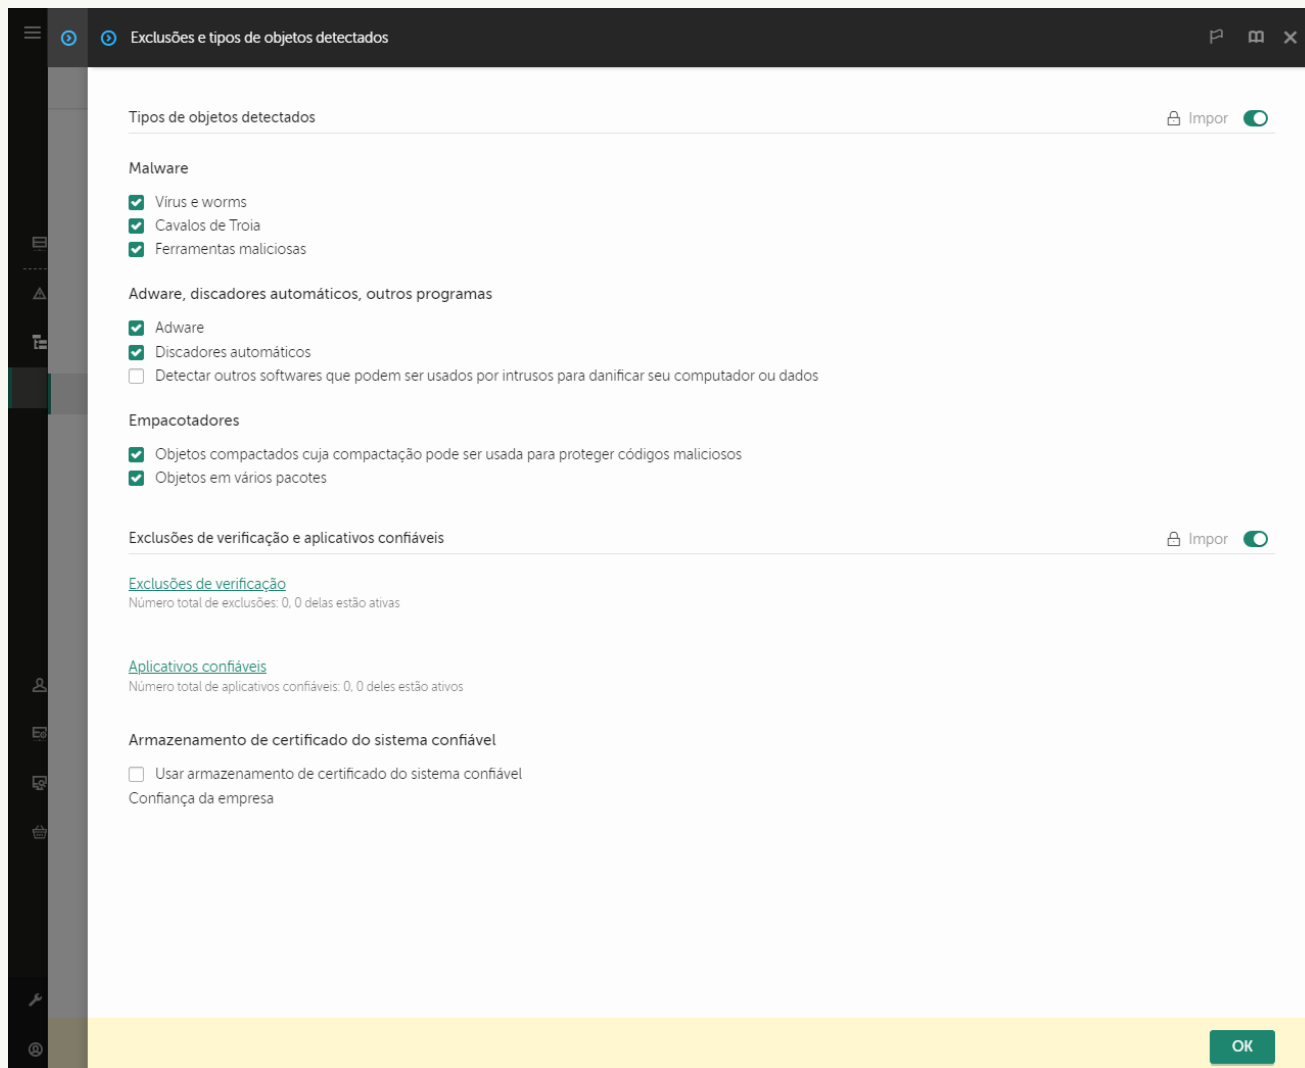 Exclusões e tipos de objetos detectados
Tipos de objetos detectados
Impor
Malware
Vírus e worms
Cavalos de Troia
Ferramentas maliciosas
Adware, discadores automáticos, outros programas
Adware
Discadores automáticos
Detectar outros softwares que podem ser usados por intrusos para danificar seu computador ou dados
Empacotadores
Objetos compactados cuja compactação pode ser usada para proteger códigos maliciosos
Objetos em vários pacotes
Exclusões de verificação e aplicativos confiáveis
Impor
Exclusões de verificação
Número total de exclusões: 0, 0 delas estão ativas
Aplicativos confiáveis
Número total de aplicativos confiáveis: 0, 0 deles estão ativos
Armazenamento de certificado do sistema confiável
Usar armazenamento de certificado do sistema confiável
Confiança da empresa
OK